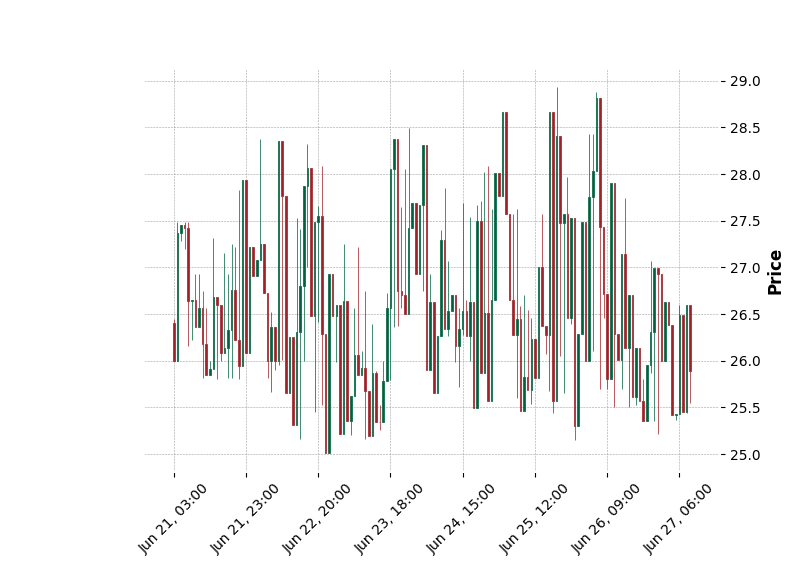 29.0
28.5
28.0
27.5
27.0
26.5
26.0
25.5
25.0
Price
Jun 21, 03:00
Jun 21, 23:00
Jun 22, 20:00
Jun 23, 18:00
Jun 24, 15:00
Jun 25, 12:00
Jun 26, 09:00
Jun 27, 06:00